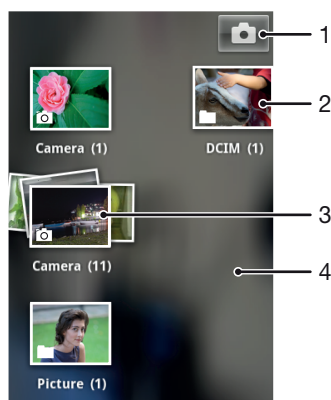 1
2
Camera (1)
DCIM (1)
3
Camera (11)
4
Picture (1)